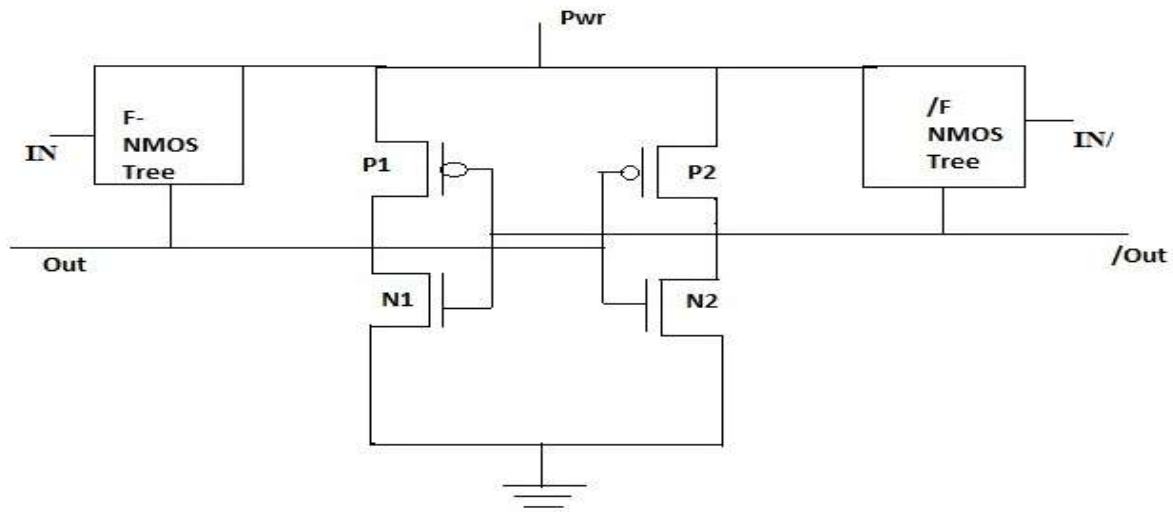 Pwr
F-
NMOS
Tree
IN
/F
NMOS
Tree
IN/
P1
P2
Out
/Out
N1
N2